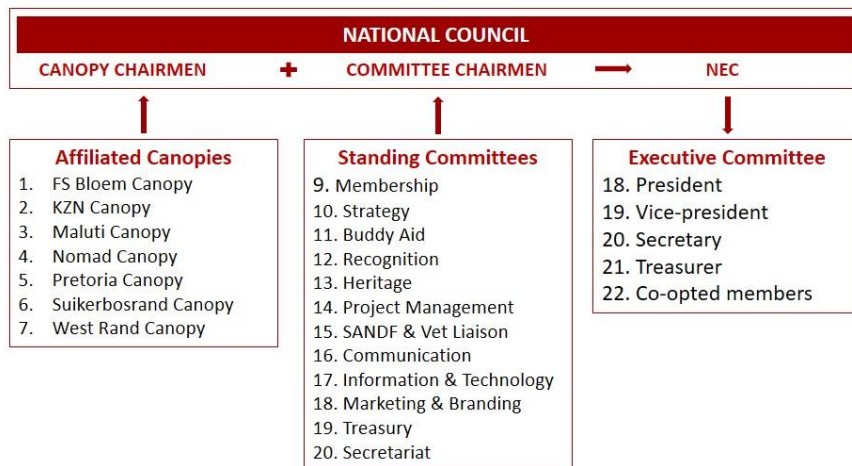 NATIONAL COUNCIL
CANOPY CHAIRMEN
COMMITTEE CHAIRMEN
NEC
Affiliated Canopies
1. FS Bloem Canopy
2. KZN Canopy
3. Maluti Canopy
4. Nomad Canopy
5. Pretoria Canopy
6. Suikerbosrand Canopy
7. West Rand Canopy
Standing Committees
9. Membership
10. Strategy
11. Buddy Aid
12. Recognition
13. Heritage
14. Project Management
15. SANDF & Vet Liaison
16. Communication
17. Information & Technology
18. Marketing & Branding
19. Treasury
20. Secretariat
Executive Committee
18. President
19. Vice-president
20. Secretary
21. Treasurer
22. Co-opted members